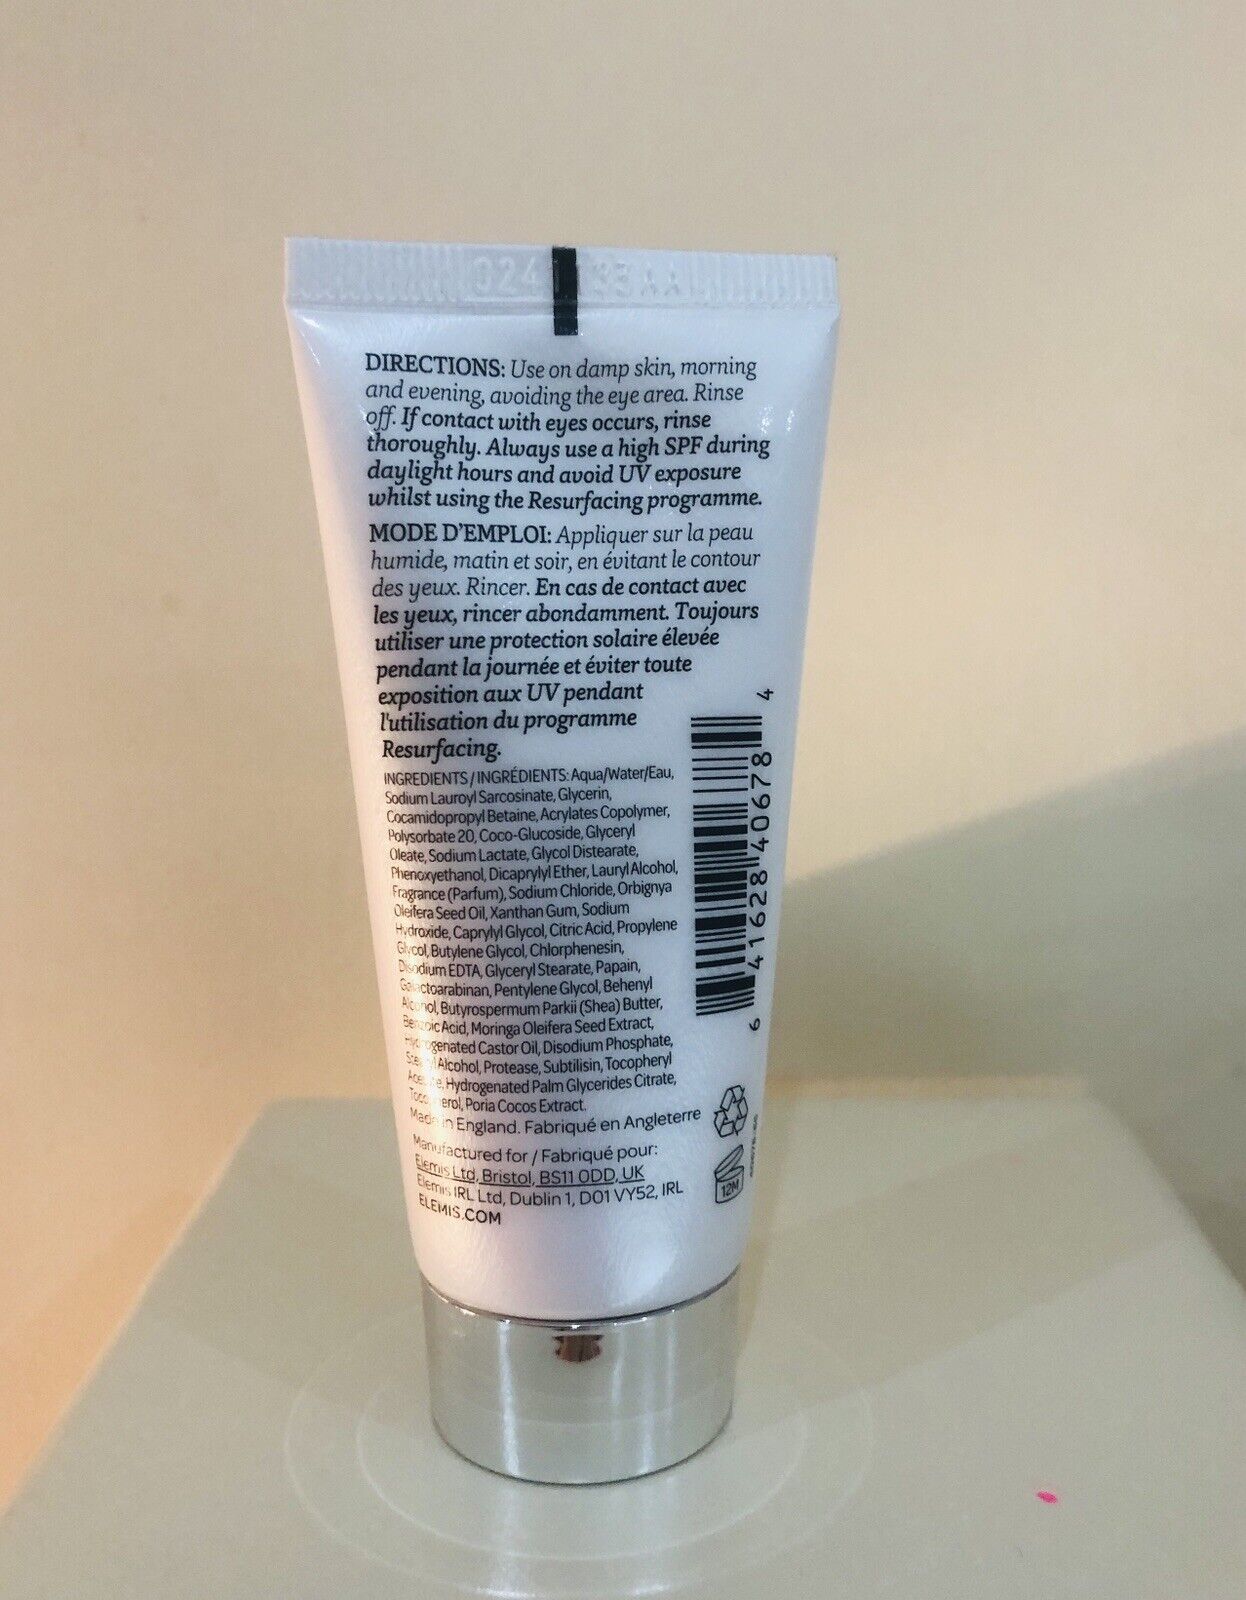 DIRECTIONS: Use on damp skin, morning
and evening, avoiding the eye area. Rinse
off. If contact with eyes occurs, rinse
thoroughly. Always use a high SPF during
daylight hours and avoid UV exposure
whilst using the Resurfacing programme.
MODE D'EMPLOI: Appliquer sur la peau
humide, matin et soir, en évitant le contour
des yeux. Rincer. En cas de contact avec
les yeux, rincer abondamment. Toujours
utiliser une protection solaire élevée
pendant la journée et éviter toute
exposition aux UV pendant
l'utilisation du programme
Resurfacing.
INGREDIENTS / INGRÉDIENTS: Aqua/Water/Eau,
Sodium Lauroyl Sarcosinate, Glycerin,
Cocamidopropyl Betaine, Acrylates Copolymer,
Polysorbate 20, Coco-Glucoside, Glyceryl
Oleate, Sodium Lactate, Glycol Distearate,
Phenoxyethanol, Dicaprylyl Ether, Lauryl Alcohol,
Fragrance (Parfum), Sodium Chloride, Orbignya
Oleifera Seed Oil, Xanthan Gum, Sodium
Hydroxide, Caprylyl Glycol, Citric Acid, Propylene
Glycol, Butylene Glycol, Chlorphenesin,
Disodium EDTA, Glyceryl Stearate, Papain,
Galactoarabinan, Pentylene Glycol, Behenyl
Alcohol, Butyrospermum Parkii (Shea) Butter,
Benzoic Acid, Moringa Oleifera Seed Extract,
Hydrogenated Castor Oil, Disodium Phosphate,
Alcohol, Protease, Subtilisin, Tocopheryl
Acetate, Hydrogenated Palm Glycerides Citrate,
Tocopherol, Poria Cocos Extract.
Made in England. Fabriqué en Angleterre
Manufactured for / Fabriqué pour:
Elemis Ltd, Bristol, BS11 0DD, UK
Elemis IRL Ltd, Dublin 1, D01 VY52, IRL
ELEMIS.COM
6 41628 40678 4
12M